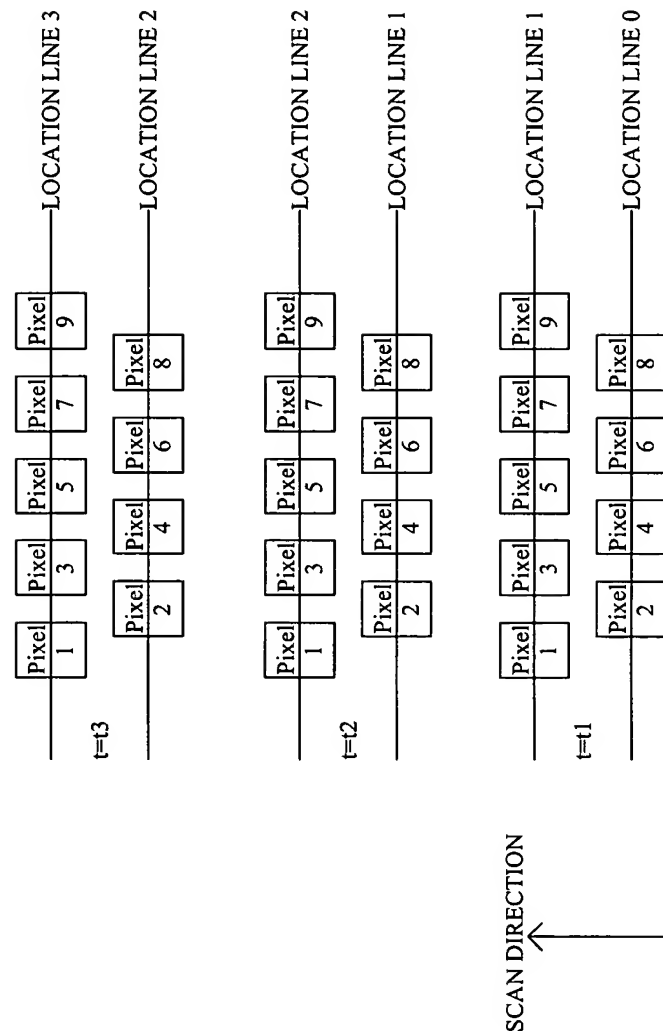 Pixel 1 Pixel 3 Pixel 5 Pixel 7 Pixel 9 LOCATION LINE 3
t=t3
Pixel 2 Pixel 4 Pixel 6 Pixel 8 LOCATION LINE 2
Pixel 1 Pixel 3 Pixel 5 Pixel 7 Pixel 9 LOCATION LINE 2
t=t2
Pixel 2 Pixel 4 Pixel 6 Pixel 8 LOCATION LINE 1
SCAN DIRECTION
Pixel 1 Pixel 3 Pixel 5 Pixel 7 Pixel 9 LOCATION LINE 1
t=t1
Pixel 2 Pixel 4 Pixel 6 Pixel 8 LOCATION LINE 0